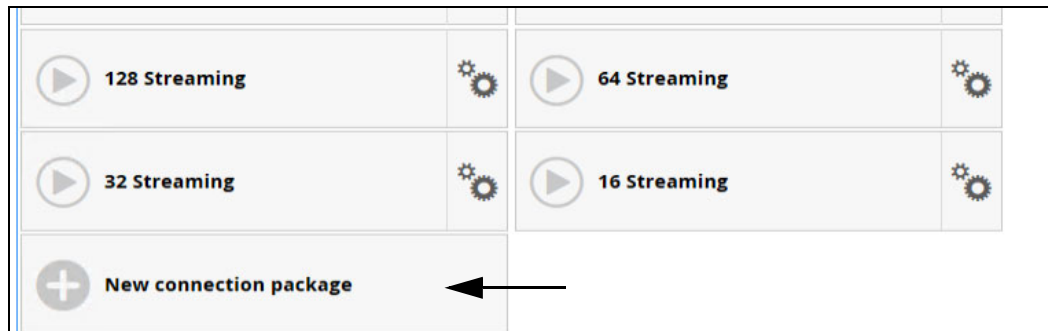 128 Streaming
64 Streaming
32 Streaming
16 Streaming
New connection package